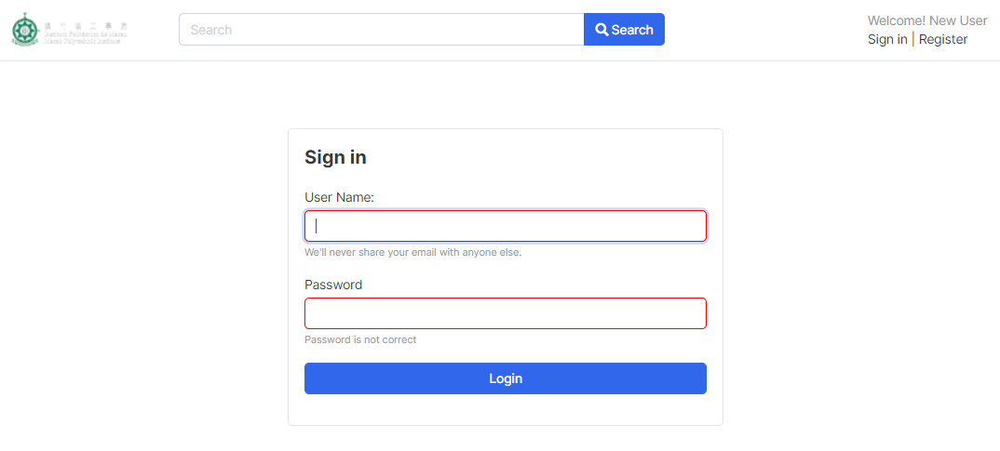 澳門理工學院
Instituto Politécnico de Macau
Macao Polytechnic Institute
Search
Search
Welcome! New User
Sign in | Register
Sign in
User Name:
We'll never share your email with anyone else.
Password
Password is not correct
Login